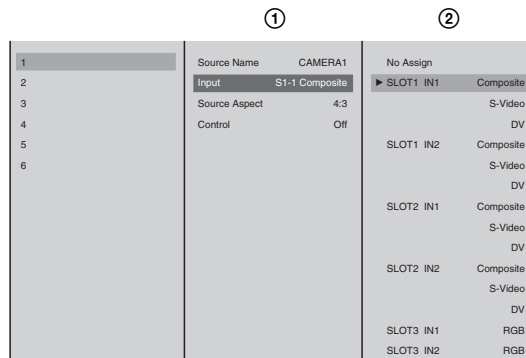 ① ②
1
2
3
4
5
6
Source Name CAMERA1
Input S1-1 Composite
Source Aspect 4:3
Control Off
No Assign
► SLOT1 IN1 Composite
S-Video
DV
SLOT1 IN2 Composite
S-Video
DV
SLOT2 IN1 Composite
S-Video
DV
SLOT2 IN2 Composite
S-Video
DV
SLOT3 IN1 RGB
SLOT3 IN2 RGB